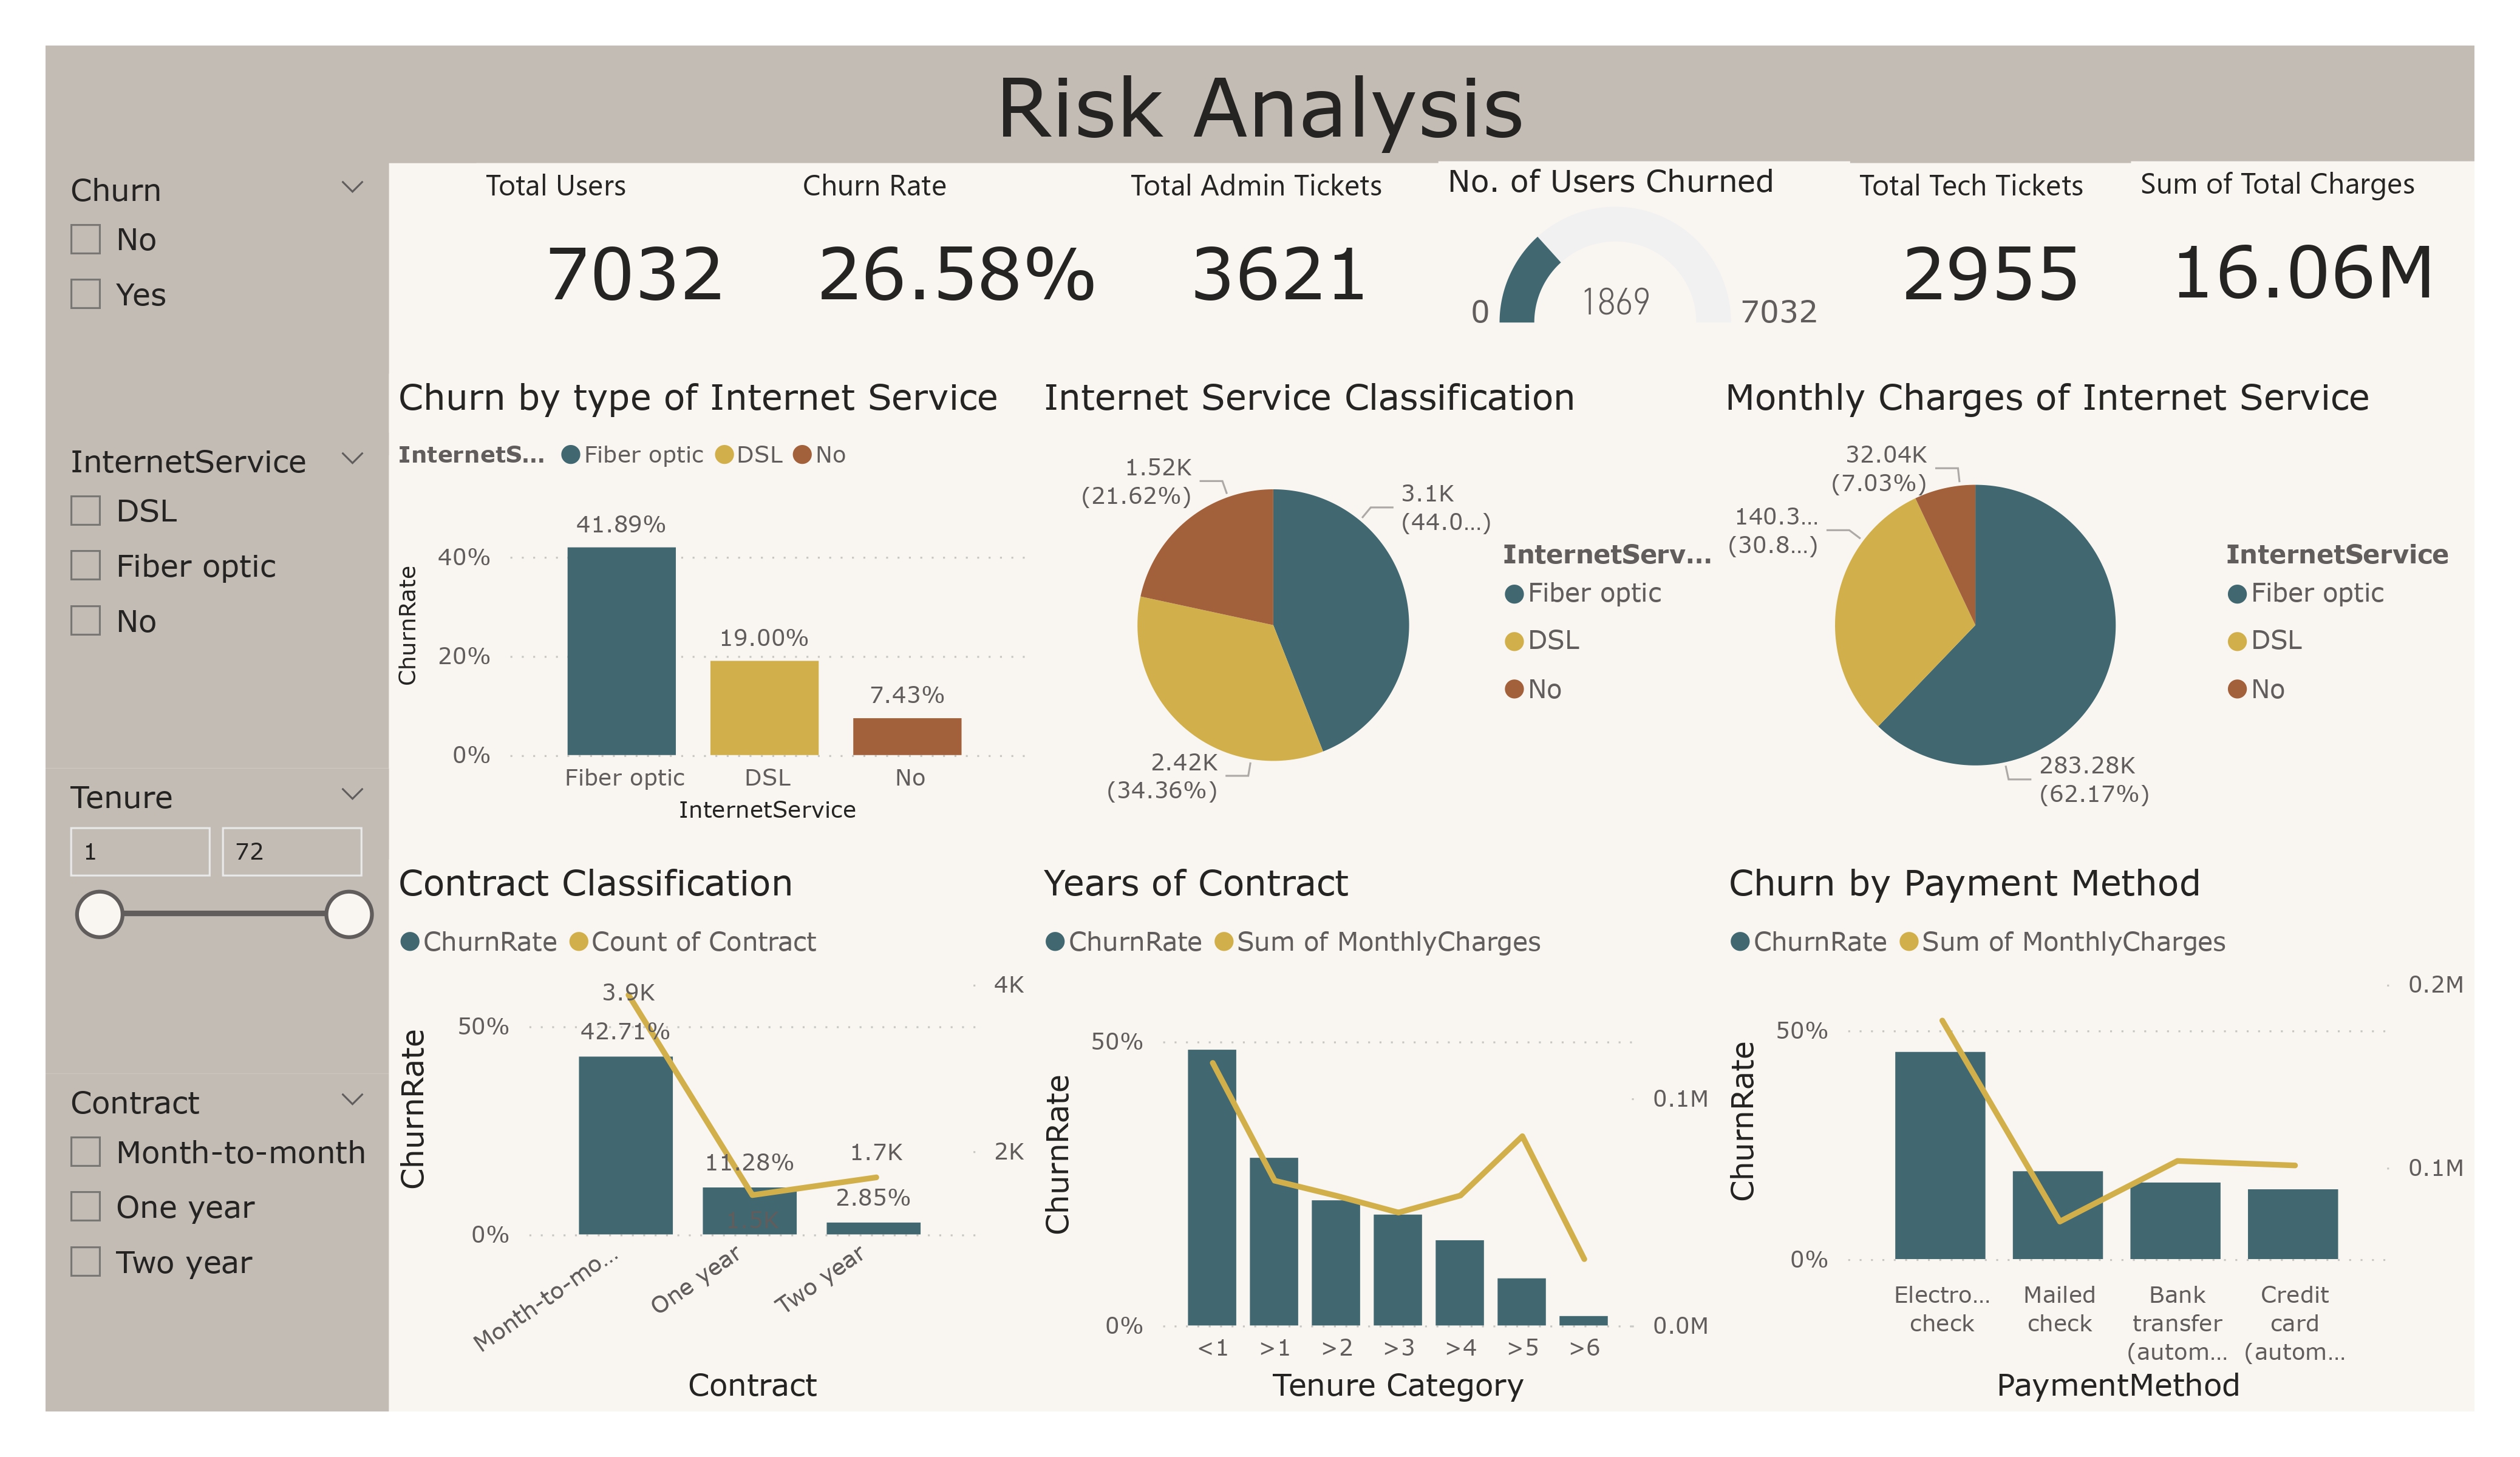 Risk Analysis
Churn
No
Yes
InternetService
DSL
Fiber optic
No
Tenure
1 72
Contract
Month-to-month
One year
Two year
Total Users
7032
Churn Rate
26.58%
Total Admin Tickets
3621
No. of Users Churned
0 1869 7032
Total Tech Tickets
2955
Sum of Total Charges
16.06M
Churn by type of Internet Service
InternetS... Fiber optic DSL No
ChurnRate
40%
20%
0%
41.89%
19.00%
7.43%
Fiber optic DSL No
InternetService
Internet Service Classification
1.52K
(21.62%)
3.1K
(44.0...)
2.42K
(34.36%)
InternetServ...
Fiber optic
DSL
No
Monthly Charges of Internet Service
32.04K
(7.03%)
140.3...
(30.8...)
283.28K
(62.17%)
InternetService
Fiber optic
DSL
No
Contract Classification
ChurnRate Count of Contract
ChurnRate
50%
0%
4K
2K
3.9K
42.71%
11.28%
1.5K
1.7K
2.85%
Month-to-mo...
One year
Two year
Contract
Years of Contract
ChurnRate Sum of MonthlyCharges
ChurnRate
50%
0%
0.1M
0.0M
<1 >1 >2 >3 >4 >5 >6
Tenure Category
Churn by Payment Method
ChurnRate Sum of MonthlyCharges
ChurnRate
50%
0%
0.2M
0.1M
Electro...
check
Mailed
check
Bank
transfer
(autom...
Credit
card
(autom...
PaymentMethod